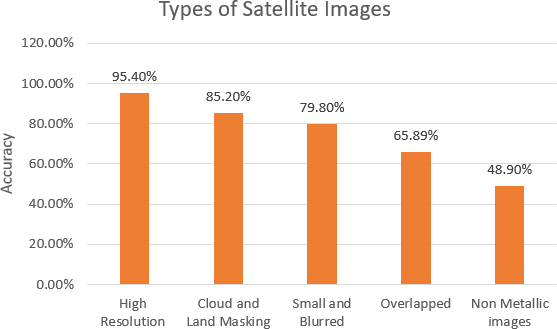 Types of Satellite Images
120.00%
100.00%
80.00%
60.00%
40.00%
20.00%
0.00%
Accuracy
95.40%
85.20%
79.80%
65.89%
48.90%
High
Resolution
Cloud and
Land Masking
Small and
Blurred
Overlapped
Non Metallic
images